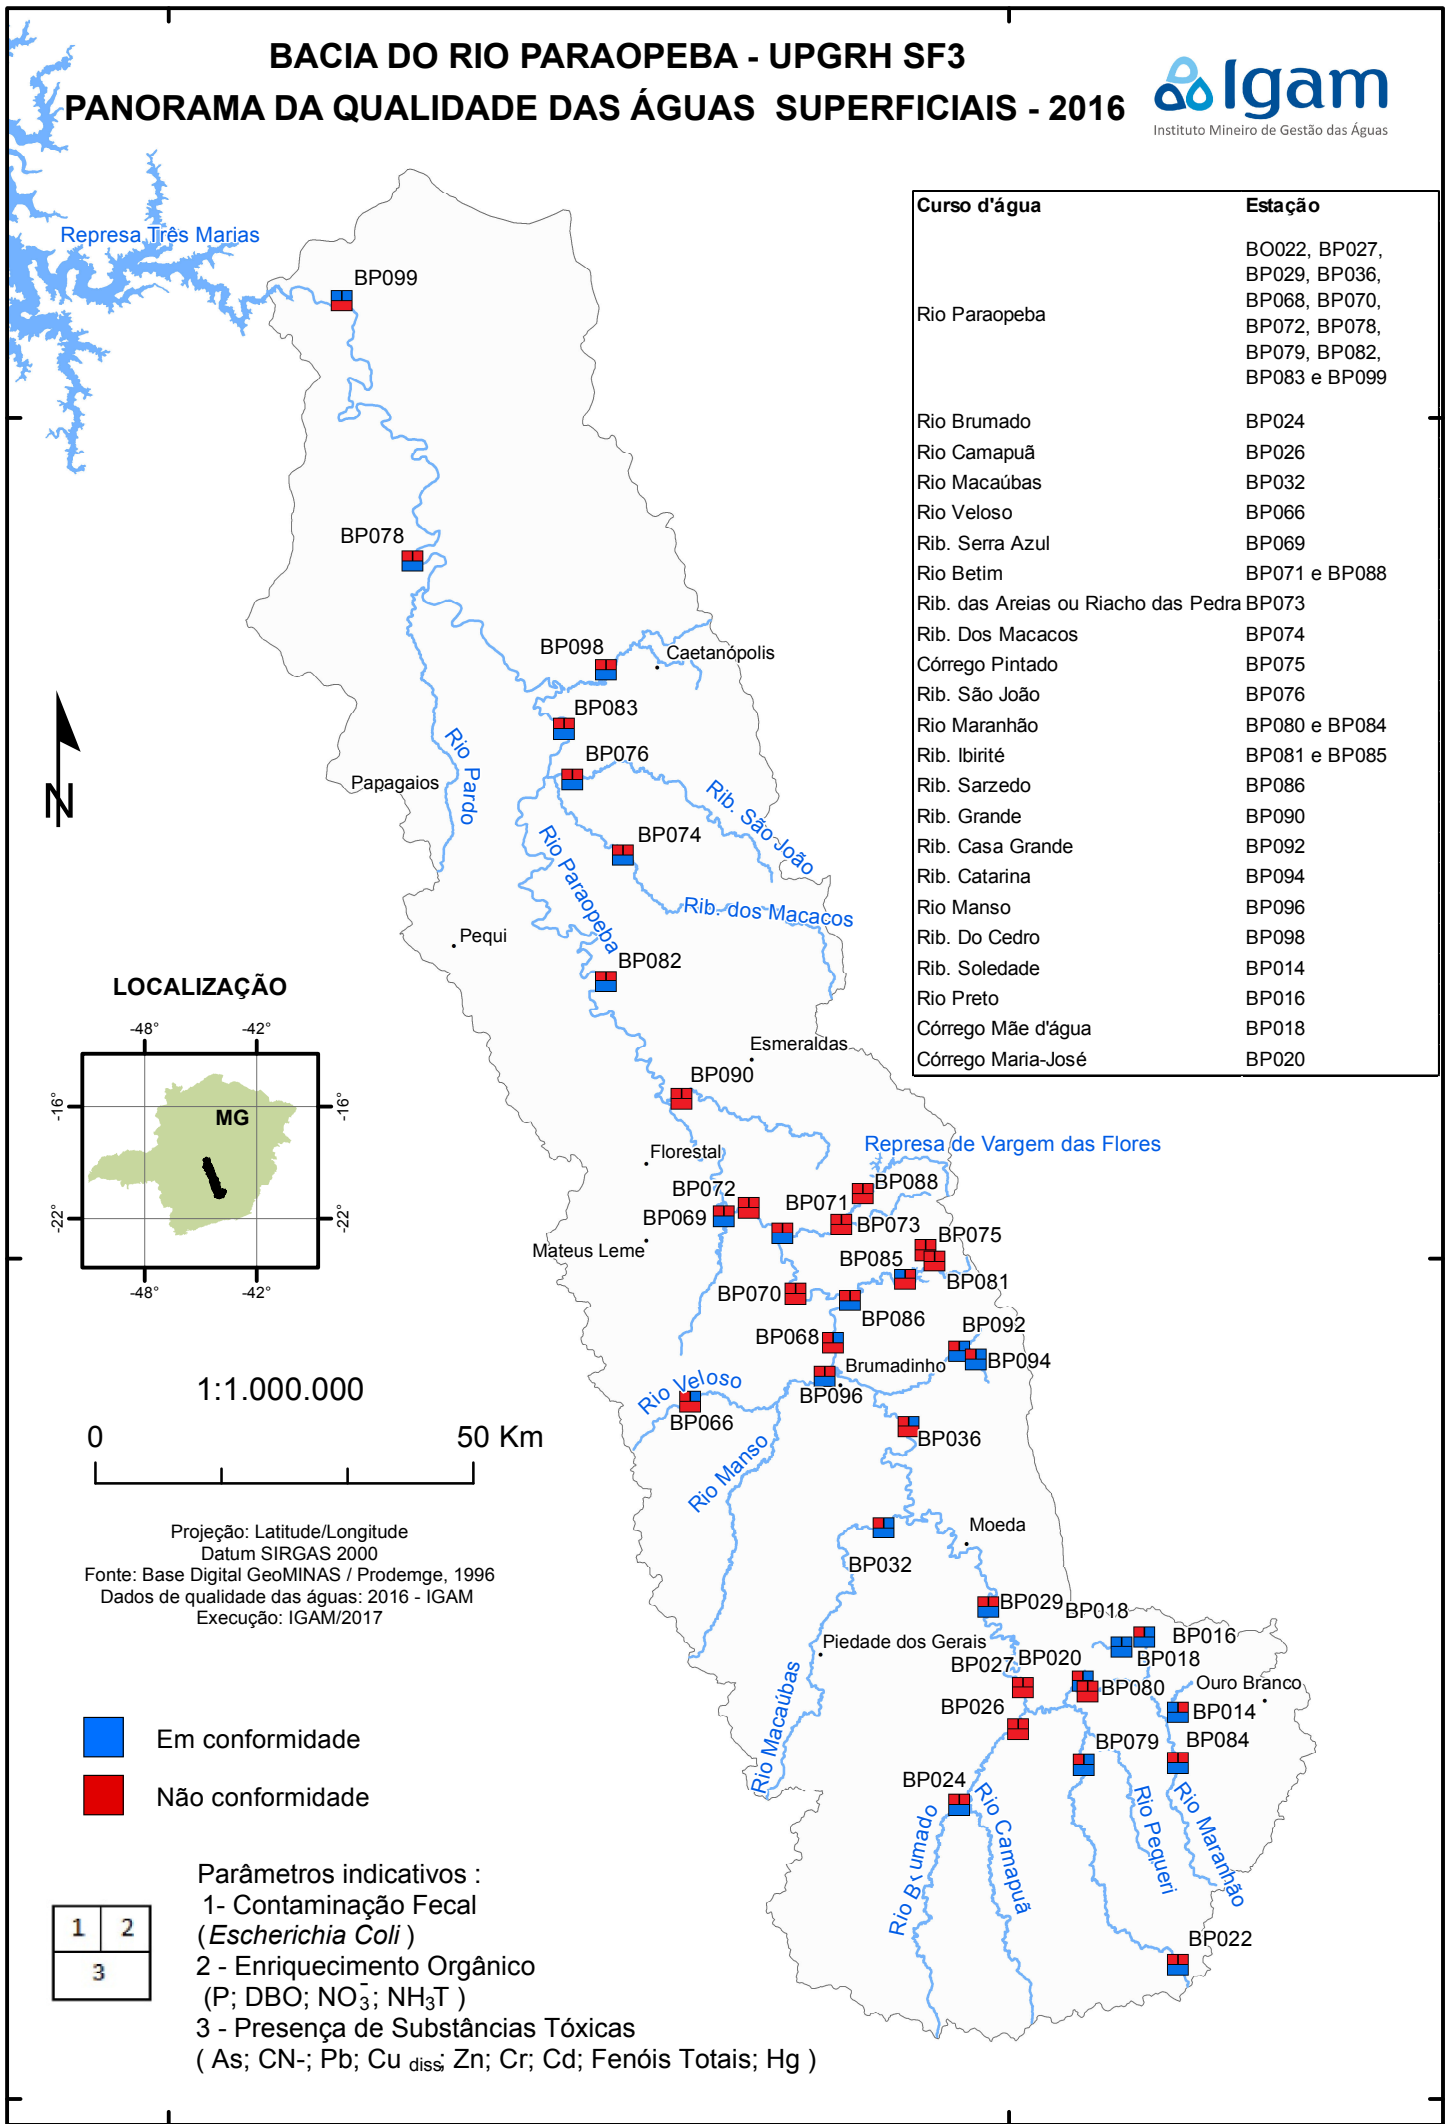 BACIA DO RIO PARAOPEBA - UPGRH SF3
PANORAMA DA QUALIDADE DAS ÁGUAS SUPERFICIAIS - 2016
Igam
Instituto Mineiro de Gestão das Águas
Curso d'água Estação
Rio Paraopeba
BO022, BP027,
BP029, BP036,
BP068, BP070,
BP072, BP078,
BP079, BP082,
BP083 e BP099
Rio Brumado BP024
Rio Camapuã BP026
Rio Macaúbas BP032
Rio Veloso BP066
Rib. Serra Azul BP069
Rio Betim BP071 e BP088
Rib. das Areias ou Riacho das Pedra BP073
Rib. Dos Macacos BP074
Córrego Pintado BP075
Rib. São João BP076
Rio Maranhão BP080 e BP084
Rib. Ibirité BP081 e BP085
Rib. Sarzedo BP086
Rib. Grande BP090
Rib. Casa Grande BP092
Rib. Catarina BP094
Rio Manso BP096
Rib. Do Cedro BP098
Rib. Soledade BP014
Rio Preto BP016
Córrego Mãe d'água BP018
Córrego Maria-José BP020
Represa Três Marias
BP099
BP078
BP098
Caetanópolis
BP083
BP076
Rio Pardo
Papagaios
Rib. São João
Rio Paraopeba
BP074
Rib. dos Macacos
Pequi
BP082
Esmeraldas
BP090
Represa de Vargem das Flores
Florestal
BP088
BP072
BP071
BP069
BP073
BP075
Mateus Leme
BP085
BP081
BP070
BP086
BP068
BP092
BP094
Brumadinho
BP096
Rio Veloso
BP066
BP036
Rio Manso
Moeda
BP032
BP029
BP018
BP016
BP018
Piedade dos Gerais
BP027
BP020
BP080
Ouro Branco
BP014
BP026
BP079
BP084
Rio Macaúbas
BP024
Rio Brumado
Rio Camapuã
Rio Pequeri
Rio Maranhão
BP022
N
LOCALIZAÇÃO
-48° -42°
-16° -16°
MG
-22° -22°
-48° -42°
1:1.000.000
0 50 Km
Projeção: Latitude/Longitude
Datum SIRGAS 2000
Fonte: Base Digital GeoMINAS / Prodemge, 1996
Dados de qualidade das águas: 2016 - IGAM
Execução: IGAM/2017
Em conformidade
Não conformidade
1 2
3
Parâmetros indicativos :
1- Contaminação Fecal
(Escherichia Coli )
2 - Enriquecimento Orgânico
(P; DBO; NO₃⁻; NH₃T )
3 - Presença de Substâncias Tóxicas
( As; CN-; Pb; Cu diss; Zn; Cr; Cd; Fenóis Totais; Hg )